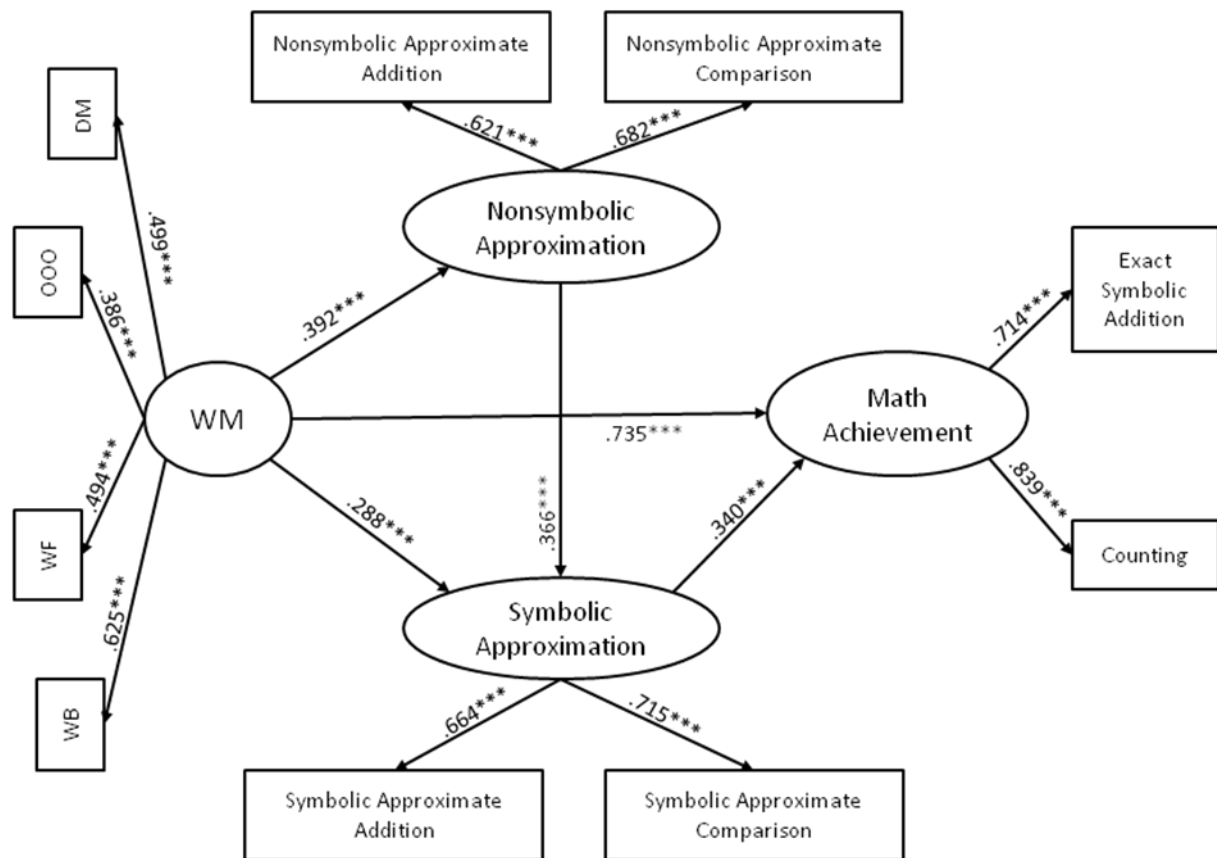 Nonsymbolic Approximate
Addition
Nonsymbolic Approximate
Comparison
DM
.621***
.682***
.499***
Nonsymbolic
Approximation
OOO
.386***
.392***
Exact
Symbolic
Addition
.714***
WM
Math
Achievement
.735***
.494***
WF
.288***
.366***
.340***
.839***
Counting
.625***
Symbolic
Approximation
WB
.664***
.715***
Symbolic Approximate
Addition
Symbolic Approximate
Comparison